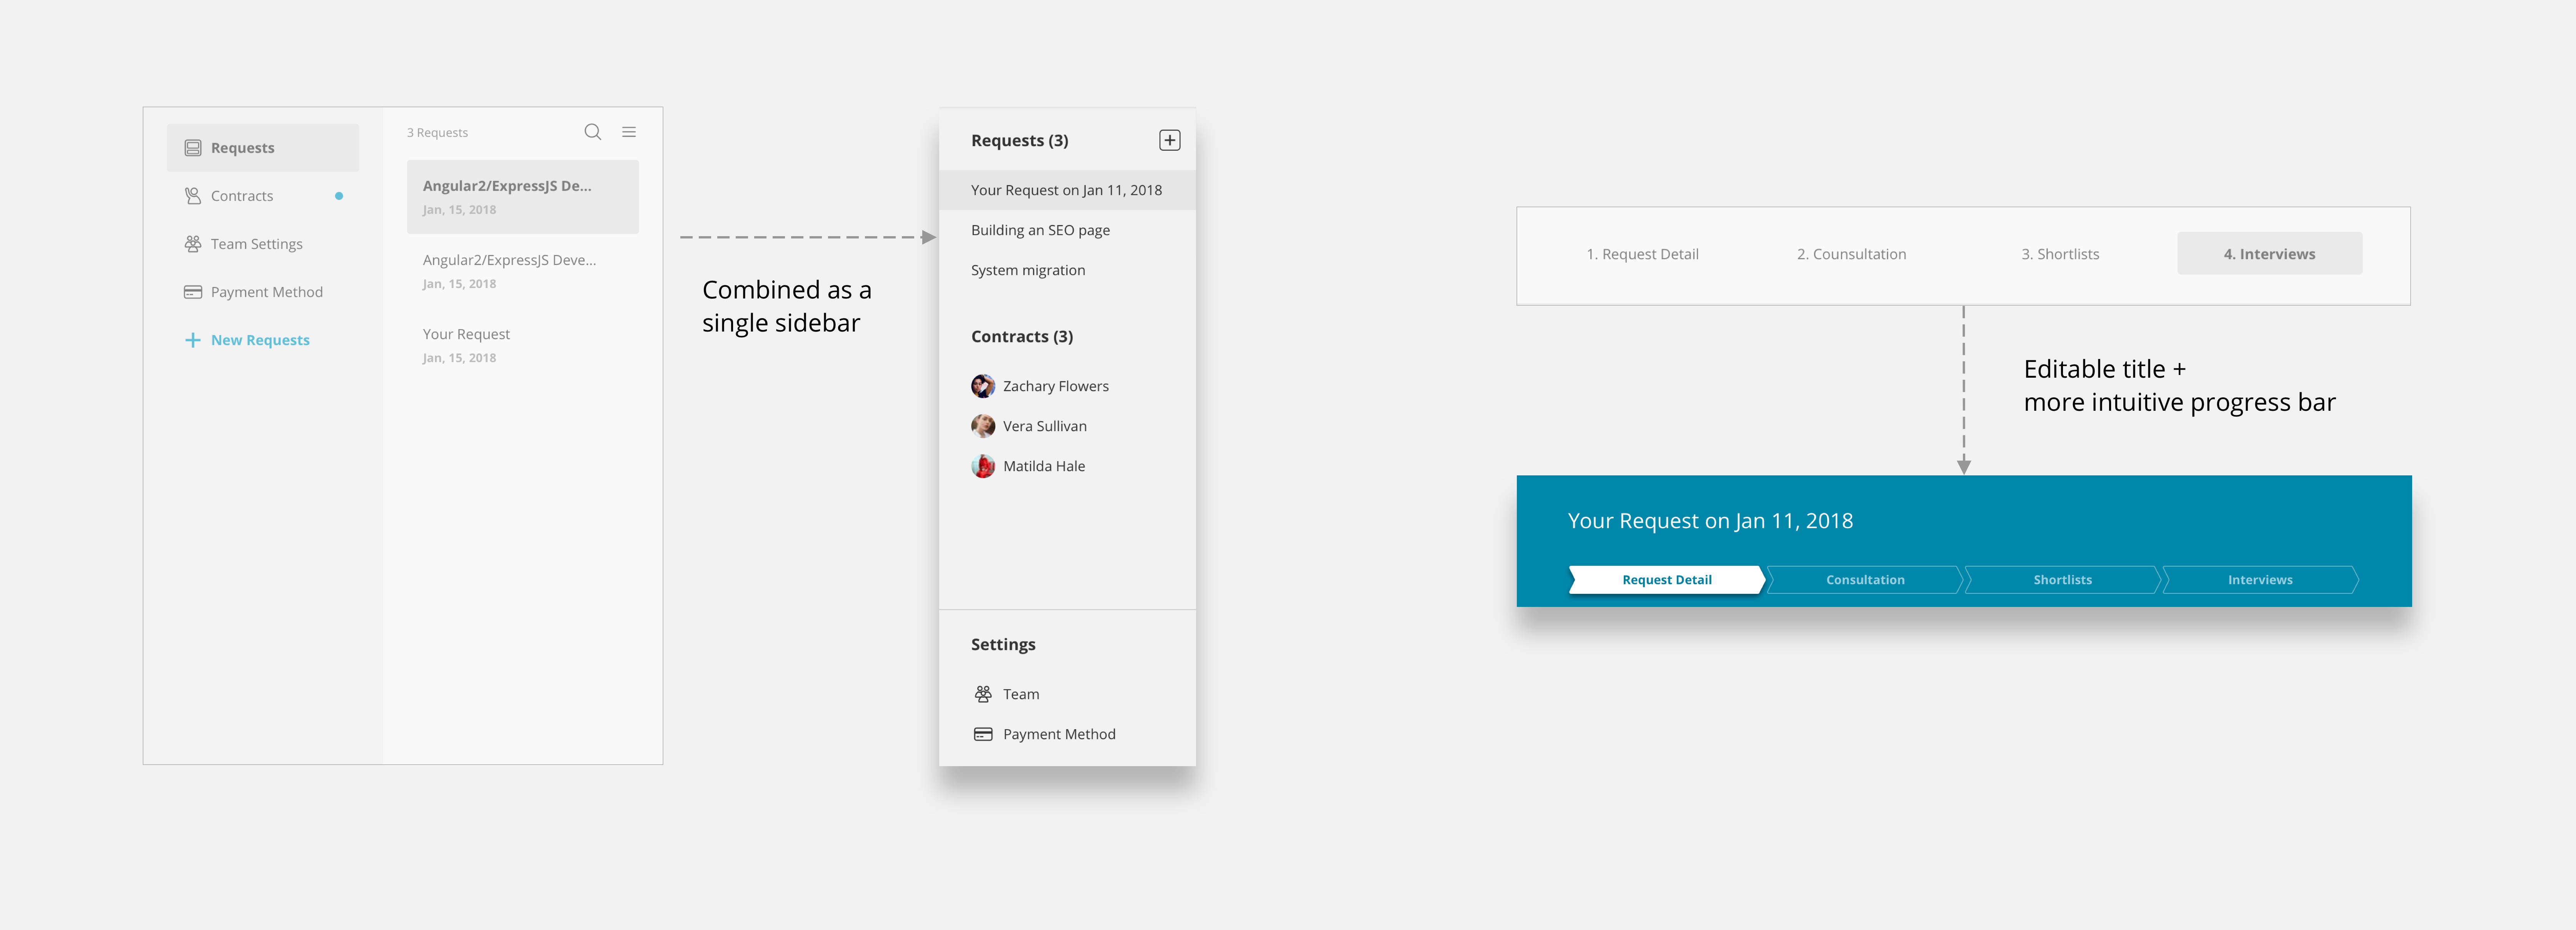 Requests
Contracts
Team Settings
Payment Method
New Requests
3 Requests
Angular2/ExpressJS De...
Jan, 15, 2018
Angular2/ExpressJS Deve...
Jan, 15, 2018
Your Request
Jan, 15, 2018
Combined as a
single sidebar
Requests (3)
Your Request on Jan 11, 2018
Building an SEO page
System migration
Contracts (3)
Zachary Flowers
Vera Sullivan
Matilda Hale
Settings
Team
Payment Method
1. Request Detail
2. Counsultation
3. Shortlists
4. Interviews
Editable title +
more intuitive progress bar
Your Request on Jan 11, 2018
Request Detail
Consultation
Shortlists
Interviews